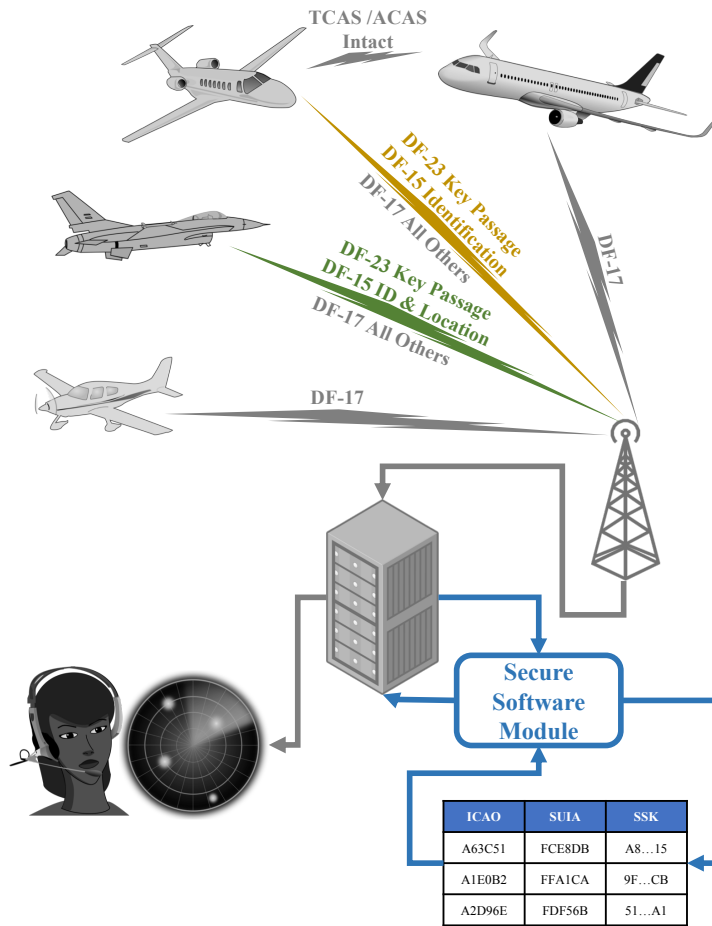 TCAS /ACAS
Intact
DF-23 Key Passage
DF-15 Identification
DF-17 All Others
DF-17
DF-23 Key Passage
DF-15 ID & Location
DF-17 All Others
DF-17
Secure
Software
Module
ICAO SUIA SSK
A63C51 FCE8DB A8…15
A1E0B2 FFA1CA 9F…CB
A2D96E FDF56B 51…A1